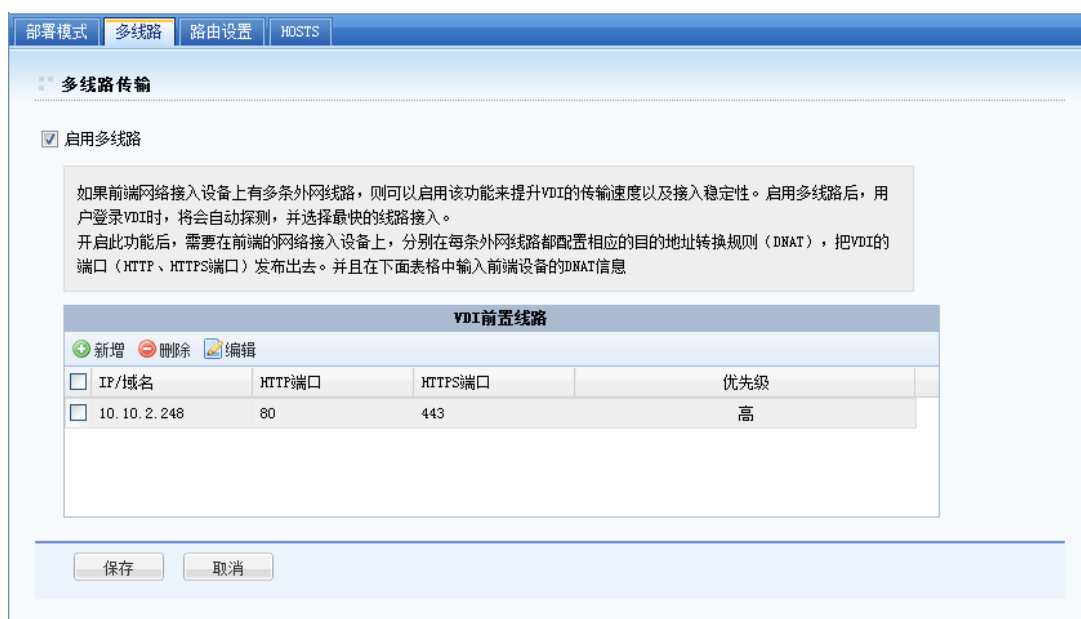 部署模式 多线路 路由设置 HOSTS
多线路传输
启用多线路
如果前端网络接入设备上有多条外网线路，则可以启用该功能来提升VDI的传输速度以及接入稳定性。启用多线路后，用
户登录VDI时，将会自动探测，并选择最快的线路接入。
开启此功能后，需要在前端的网络接入设备上，分别在每条外网线路都配置相应的目的地址转换规则（DNAT），把VDI的
端口（HTTP、HTTPS端口）发布出去。并且在下面表格中输入前端设备的DNAT信息
VDI前置线路
新增 删除 编辑
IP/域名 HTTP端口 HTTPS端口 优先级
10.10.2.248 80 443 高
保存 取消